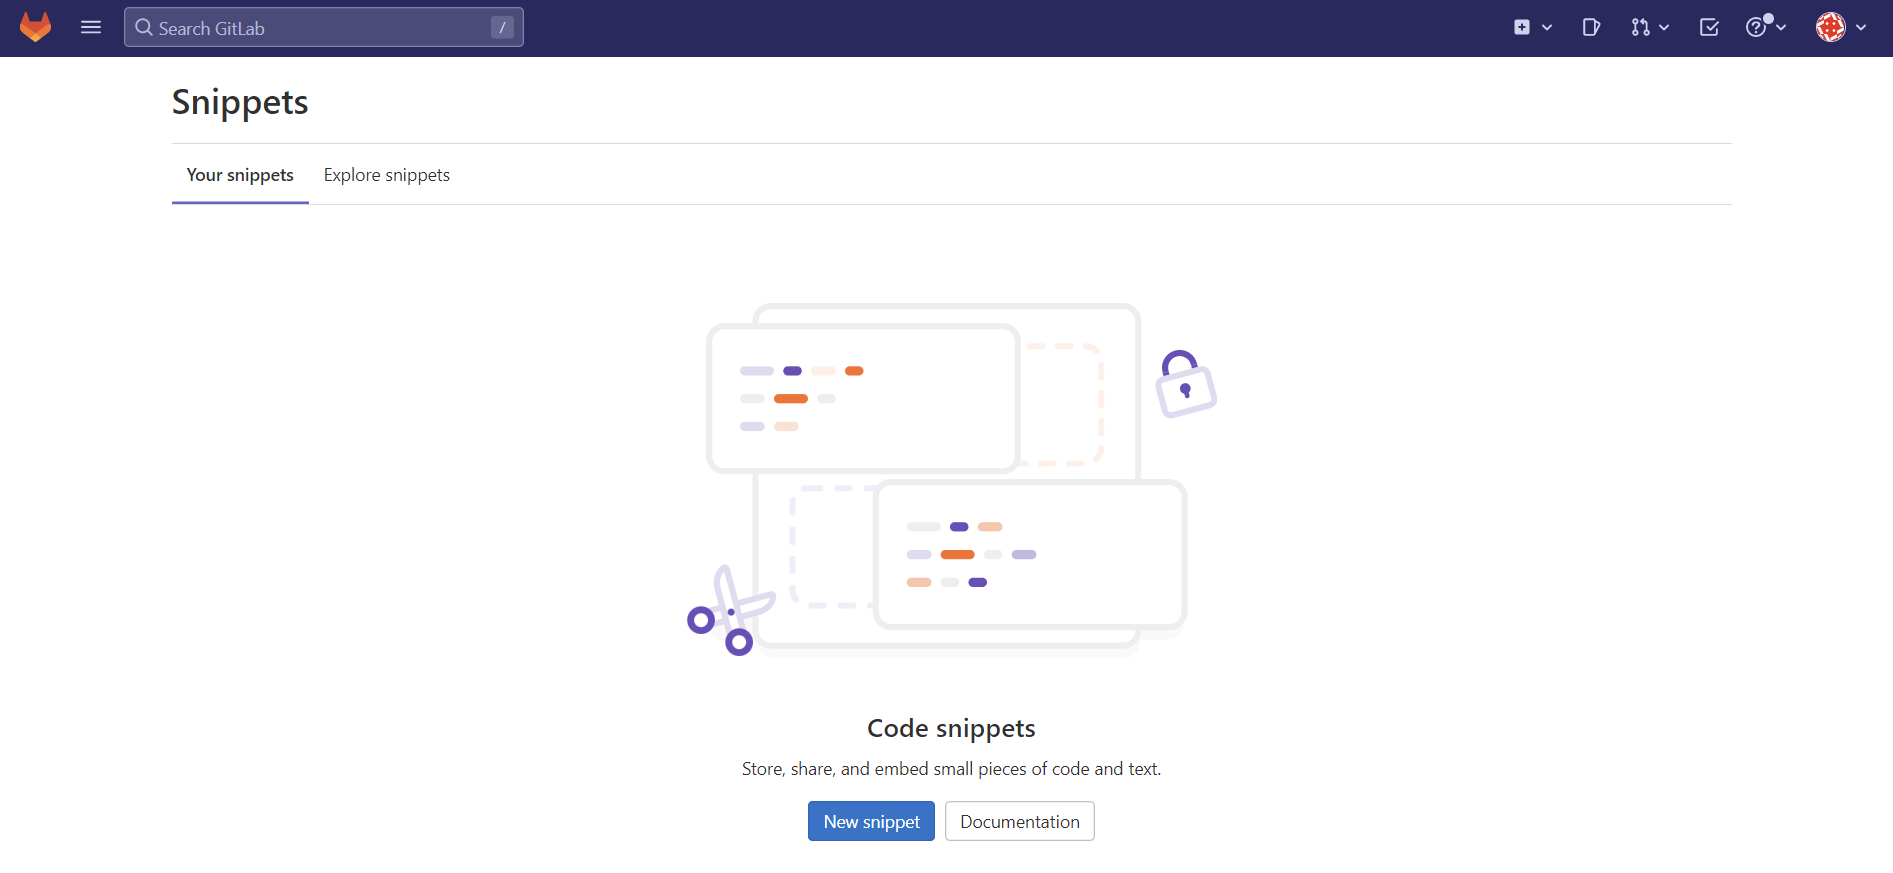 Search GitLab /
Snippets
Your snippets Explore snippets
Code snippets
Store, share, and embed small pieces of code and text.
New snippet Documentation